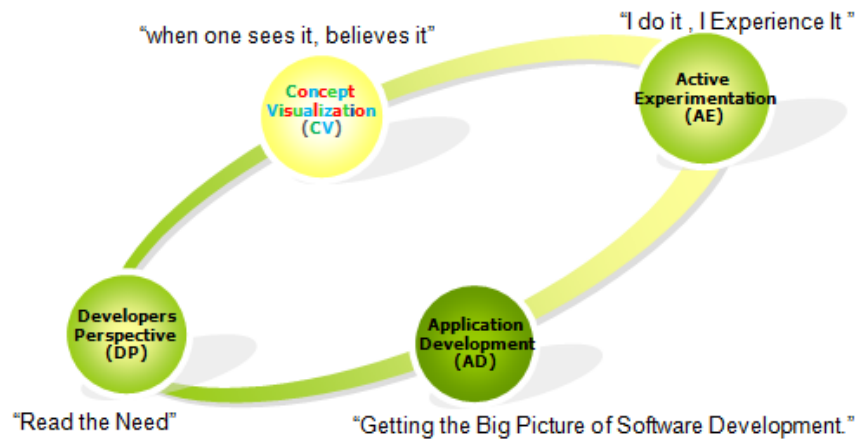 “I do it , I Experience It ”
“when one sees it, believes it”
Concept
Visualization
(CV)
Active
Experimentation
(AE)
Developers
Perspective
(DP)
Application
Development
(AD)
“Read the Need”
“Getting the Big Picture of Software Development.”